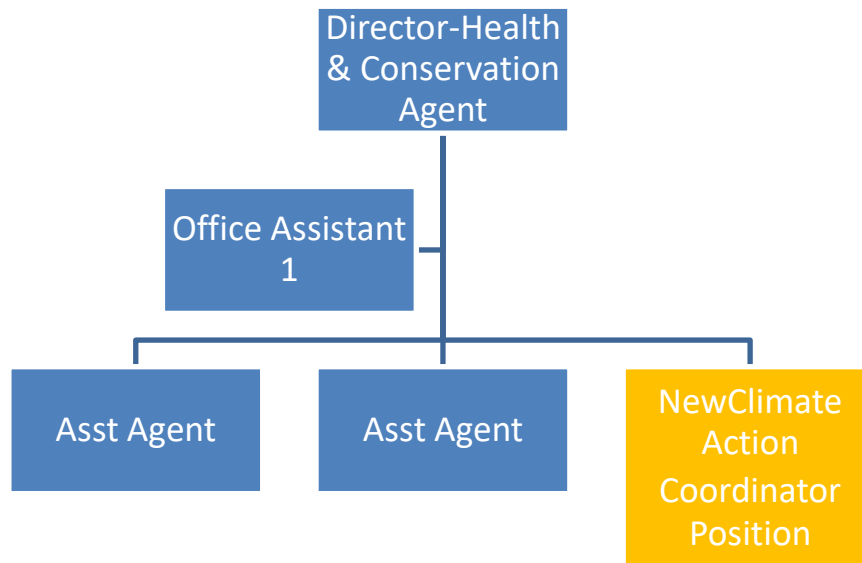 Director-Health
& Conservation
Agent
Office Assistant
1
Asst Agent
Asst Agent
NewClimate
Action
Coordinator
Position